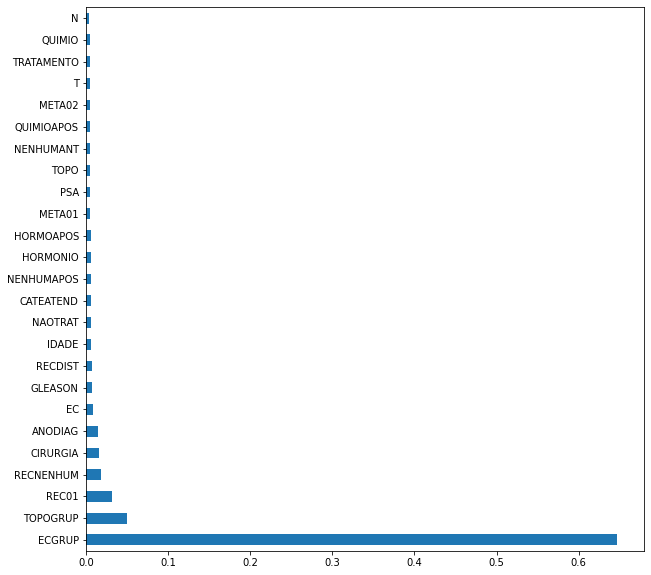 N
QUIMIO
TRATAMENTO
T
META02
QUIMIOAPOS
NENHUMANT
TOPO
PSA
META01
HORMOAPOS
HORMONIO
NENHUMAPOS
CATEATEND
NAOTRAT
IDADE
RECDIST
GLEASON
EC
ANODIAG
CIRURGIA
RECNENHUM
REC01
TOPOGRUP
ECGRUP
0.0 0.1 0.2 0.3 0.4 0.5 0.6